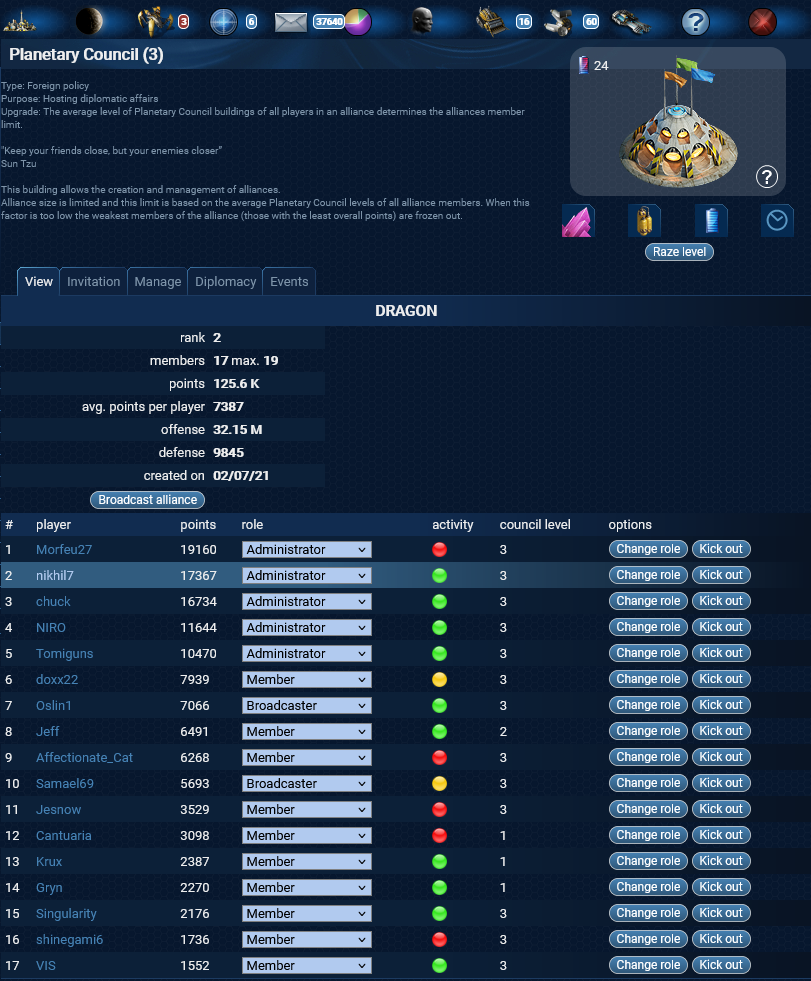 3 6 37640 16 60 ?
Planetary Council (3)
24
Type: Foreign policy
Purpose: Hosting diplomatic affairs
Upgrade: The average level of Planetary Council buildings of all players in an alliance determines the alliances member
limit.
"Keep your friends close, but your enemies closer"
Sun Tzu
?
This building allows the creation and management of alliances.
Alliance size is limited and this limit is based on the average Planetary Council levels of all alliance members. When this
factor is too low the weakest members of the alliance (those with the least overall points) are frozen out.
Raze level
View Invitation Manage Diplomacy Events
DRAGON
rank 2
members 17 max. 19
points 125.6 K
avg. points per player 7387
offense 32.15 M
defense 9845
created on 02/07/21
Broadcast alliance
# player points role activity council level options
1 Morfeu27 19160 Administrator 3 Change role Kick out
2 nikhil7 17367 Administrator 3 Change role Kick out
3 chuck 16734 Administrator 3 Change role Kick out
4 NIRO 11644 Administrator 3 Change role Kick out
5 Tomiguns 10470 Administrator 3 Change role Kick out
6 doxx22 7939 Member 3 Change role Kick out
7 Oslin1 7066 Broadcaster 3 Change role Kick out
8 Jeff 6491 Member 2 Change role Kick out
9 Affectionate_Cat 6268 Member 3 Change role Kick out
10 Samael69 5693 Broadcaster 3 Change role Kick out
11 Jesnow 3529 Member 3 Change role Kick out
12 Cantuaria 3098 Member 1 Change role Kick out
13 Krux 2387 Member 1 Change role Kick out
14 Gryn 2270 Member 1 Change role Kick out
15 Singularity 2176 Member 3 Change role Kick out
16 shinegami6 1736 Member 3 Change role Kick out
17 VIS 1552 Member 3 Change role Kick out